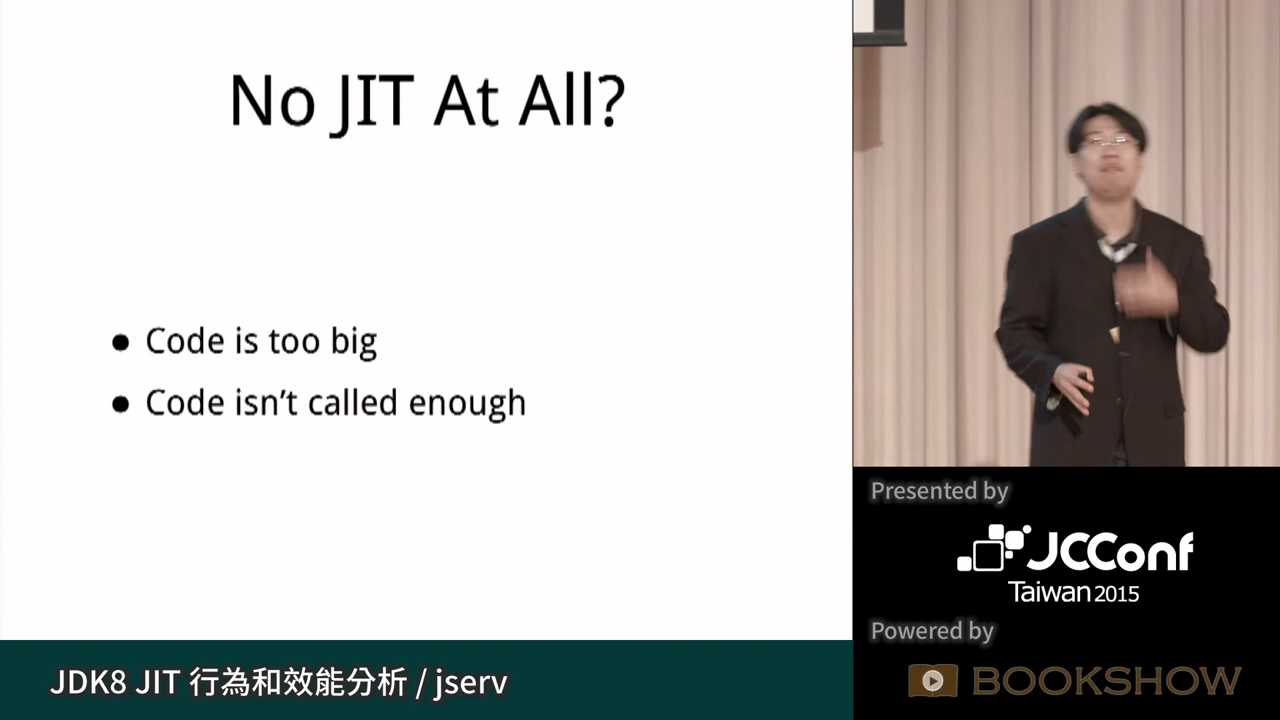 No JIT At All?
● Code is too big
● Code isn’t called enough
Presented by
JCConf
Taiwan 2015
Powered by
BOOKSHOW
JDK8 JIT 行為和效能分析 / jserv